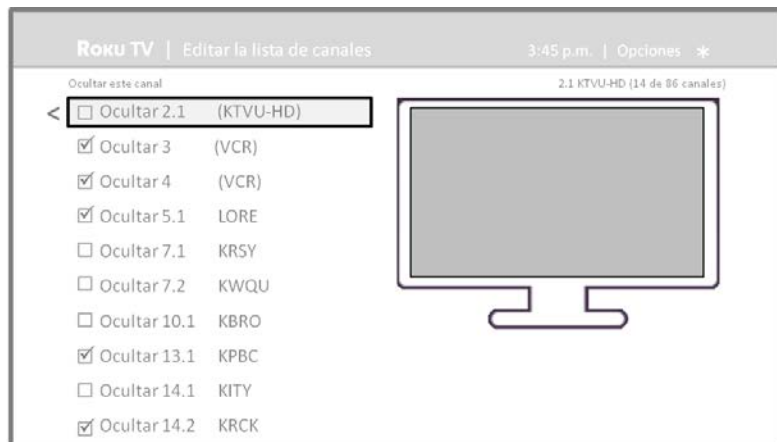 ROKU TV | Editar la lista de canales 3:45 p.m. | Opciones ✱
Ocultar este canal 2.1 KTVU-HD (14 de 86 canales)
< ☐ Ocultar 2.1 (KTVU-HD)
☑ Ocultar 3 (VCR)
☑ Ocultar 4 (VCR)
☑ Ocultar 5.1 LORE
☐ Ocultar 7.1 KRSY
☐ Ocultar 7.2 KWQU
☐ Ocultar 10.1 KBRO
☑ Ocultar 13.1 KPBC
☐ Ocultar 14.1 KITY
☑ Ocultar 14.2 KRCK